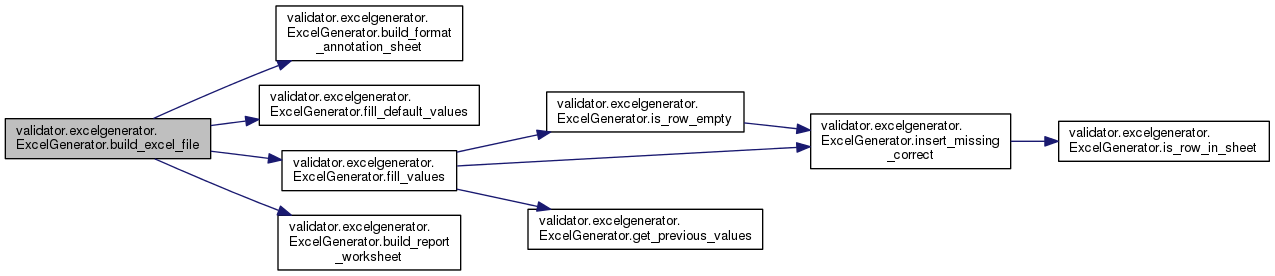 validator.excelgenerator.
ExcelGenerator.build_excel_file
validator.excelgenerator.
ExcelGenerator.build_format
_annotation_sheet
validator.excelgenerator.
ExcelGenerator.fill_default_values
validator.excelgenerator.
ExcelGenerator.fill_values
validator.excelgenerator.
ExcelGenerator.build_report
_worksheet
validator.excelgenerator.
ExcelGenerator.is_row_empty
validator.excelgenerator.
ExcelGenerator.get_previous_values
validator.excelgenerator.
ExcelGenerator.insert_missing
_correct
validator.excelgenerator.
ExcelGenerator.is_row_in_sheet